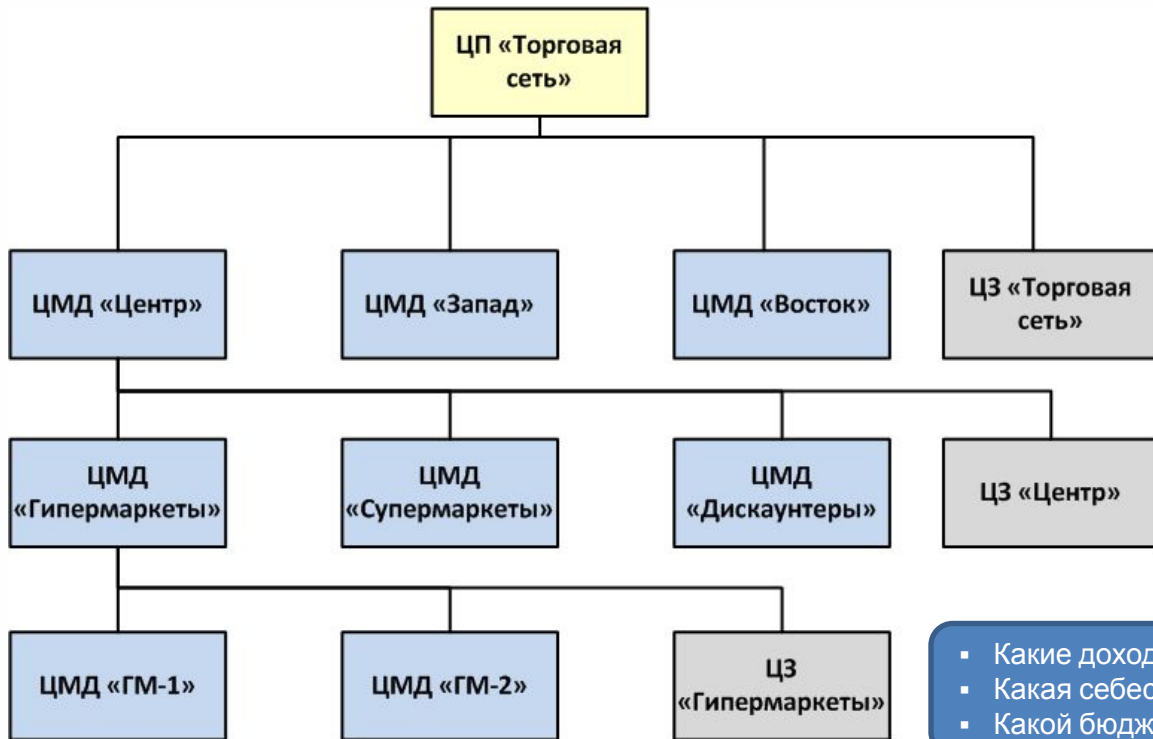 ЦП «Торговая
сеть»
ЦМД «Центр»
ЦМД «Запад»
ЦМД «Восток»
ЦЗ «Торговая
сеть»
ЦМД
«Гипермаркеты»
ЦМД
«Супермаркеты»
ЦМД
«Дискаунтеры»
ЦЗ «Центр»
ЦМД «ГМ-1»
ЦМД «ГМ-2»
ЦЗ
«Гипермаркеты»
▪ Какие
▪ Какая
▪ Какой